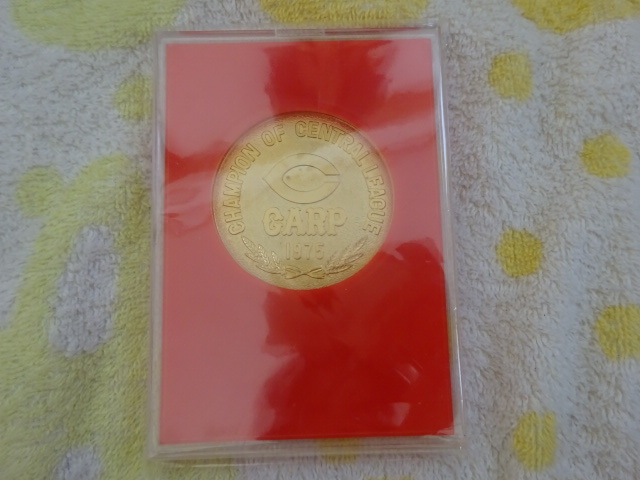 CHAMPION OF CENTRAL LEAGUE
CARP
1975